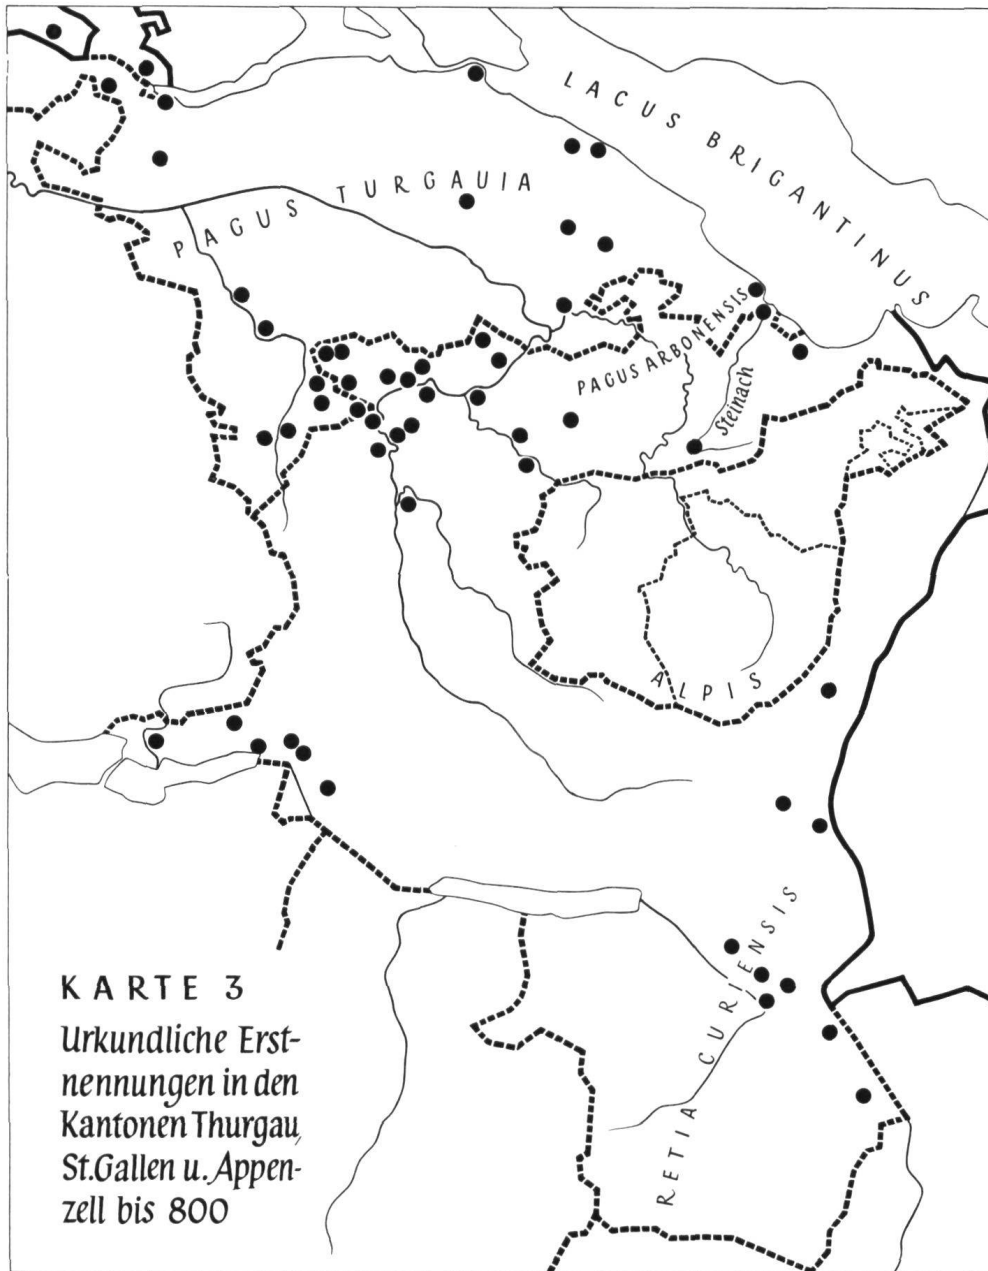 LACUS BRIGANTINUS
PAGUS TURGAUIA
PAGUS ARBONENSIS
Steinach
ALPIS
RETIA CURIENSIS
KARTE 3
Urkundliche Erst-
nennungen in den
Kantonen Thurgau,
St.Gallen u. Appen-
zell bis 800